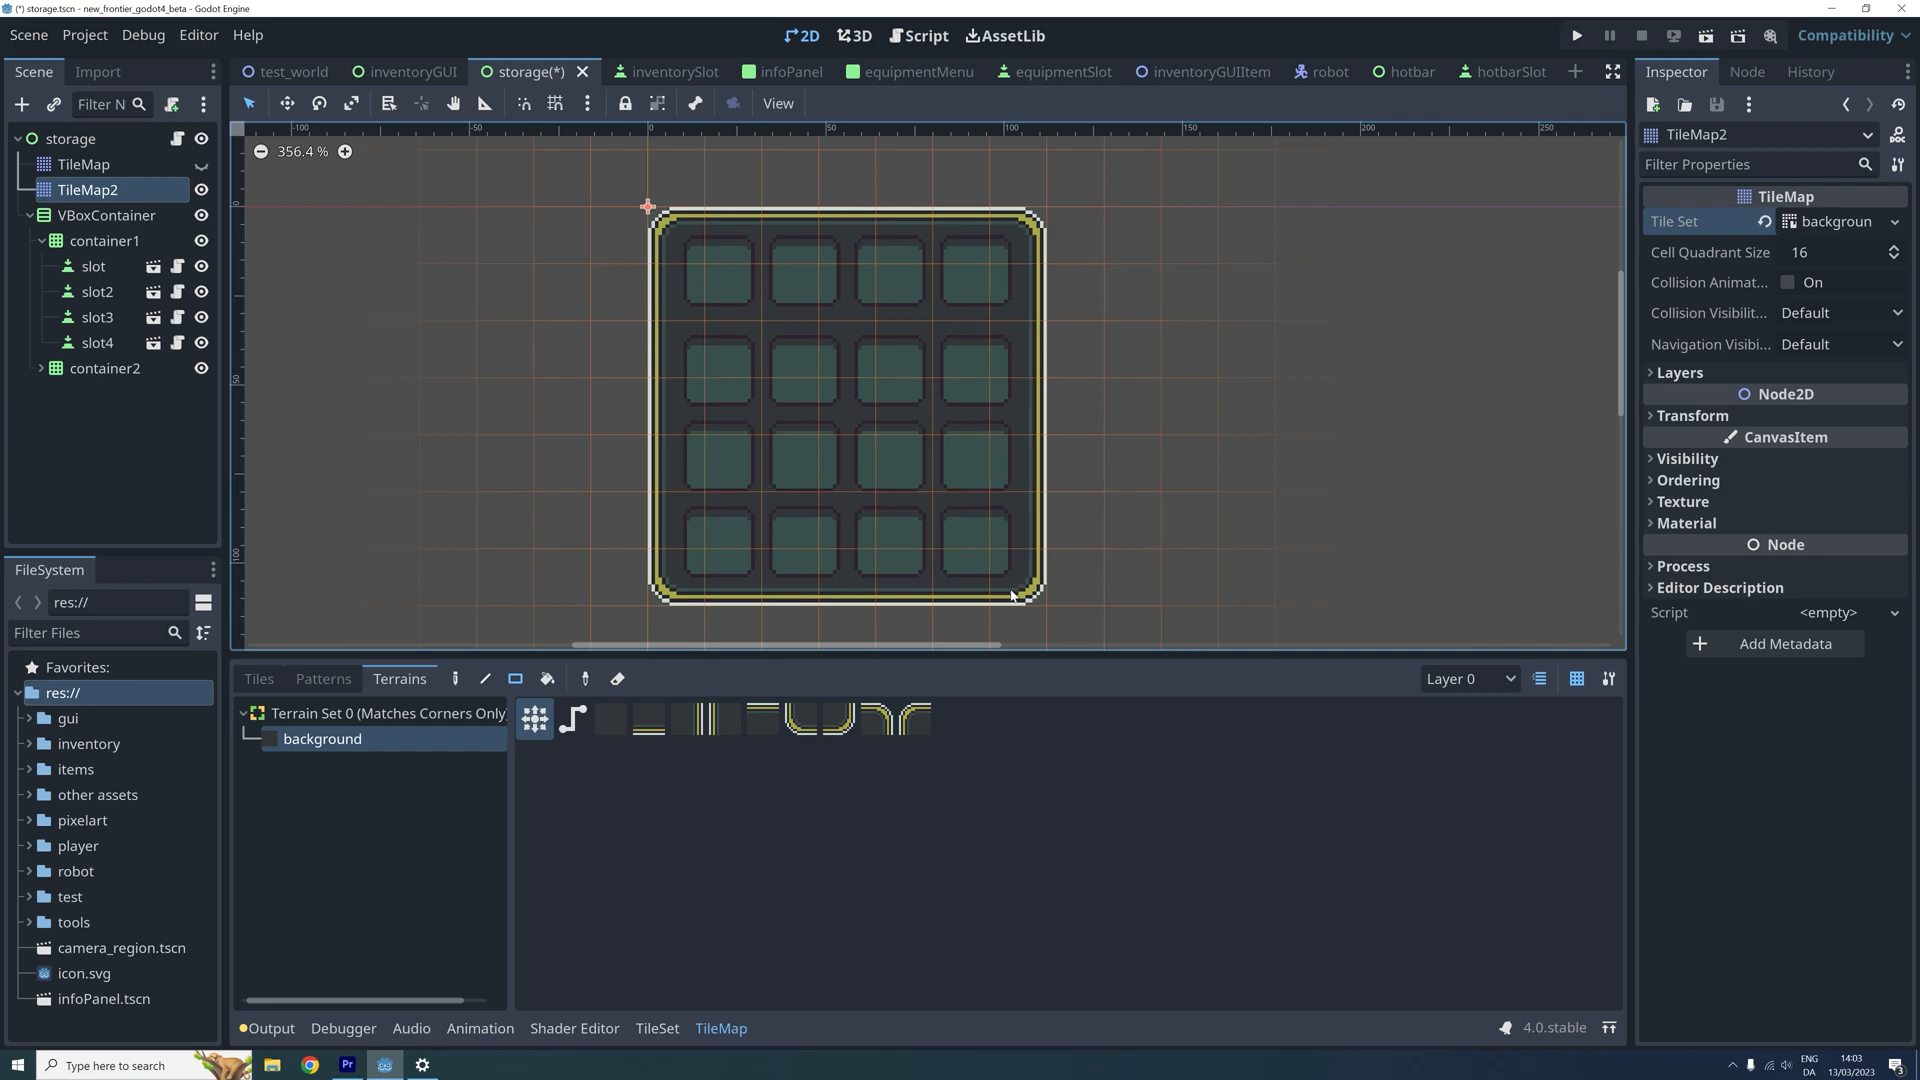 (*) storage.tscn - new_frontier_godot4_beta - Godot Engine
Scene Project Debug Editor Help
2D 3D Script AssetLib
Compatibility
Scene Import
test_world inventoryGUI storage(*) inventorySlot infoPanel equipmentMenu equipmentSlot inventoryGUIItem robot hotbar hotbarSlot
Inspector Node History
Filter N
View
storage
TileMap
TileMap2
VBoxContainer
container1
slot
slot2
slot3
slot4
container2
-100 -50 0 50 100 150 200 250
356.4 %
0
50
100
TileMap2
Filter Properties
TileMap
Tile Set backgroun
Cell Quadrant Size 16
Collision Animat... On
Collision Visibilit... Default
Navigation Visibi... Default
Layers
Node2D
Transform
CanvasItem
Visibility
Ordering
Texture
Material
Node
Process
Editor Description
Script <empty>
Add Metadata
FileSystem
res://
Filter Files
Favorites:
res://
gui
inventory
items
other assets
pixelart
player
robot
test
tools
camera_region.tscn
icon.svg
infoPanel.tscn
Tiles Patterns Terrains
Layer 0
Terrain Set 0 (Matches Corners Only)
background
Output Debugger Audio Animation Shader Editor TileSet TileMap
4.0.stable
Type here to search
Pr
ENG
DA
14:03
13/03/2023
3